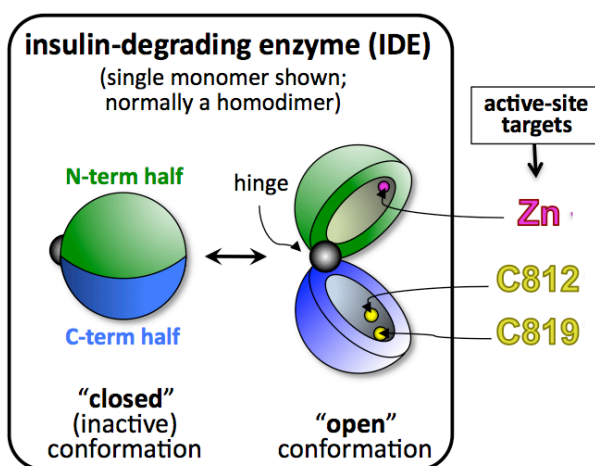 insulin-degrading enzyme (IDE)
(single monomer shown;
normally a homodimer)
active-site
targets
N-term half
hinge
Zn
C812
C819
C-term half
“closed”
(inactive)
conformation
“open”
conformation